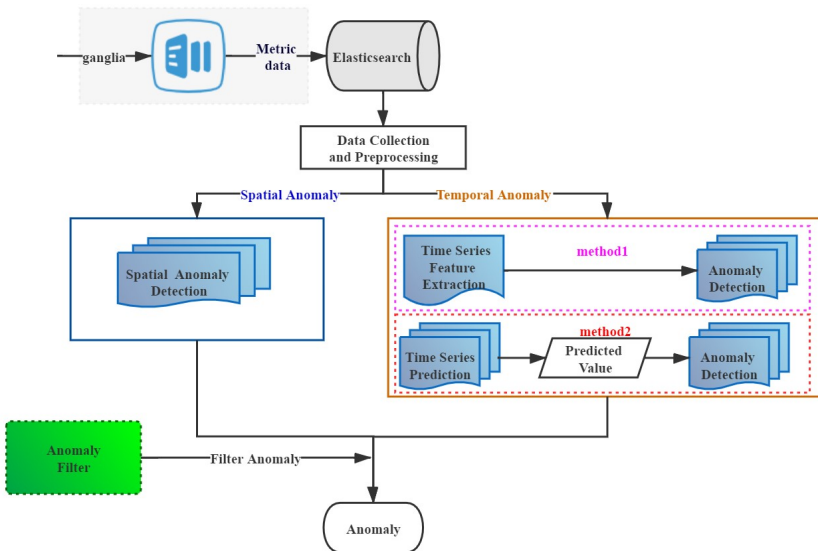 ganglia
Metric
data
Elasticsearch
Data Collection
and Preprocessing
Spatial Anomaly
Temporal Anomaly
Spatial Anomaly
Detection
Time Series
Feature
Extraction
method1
Anomaly
Detection
method2
Time Series
Prediction
Predicted
Value
Anomaly
Detection
Anomaly
Filter
Filter Anomaly
Anomaly